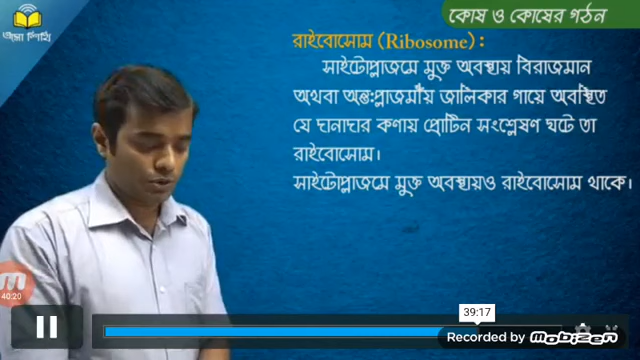 এসো শিখি
কোষ ও কোষের গঠন
রাইবোসোম (Ribosome) :
সাইটোপ্লাজমে মুক্ত অবস্থায় বিরাজমান
অথবা অন্তঃপ্লাজমীয় জালিকার গায়ে অবস্থিত
যে দানাদার কণায় প্রোটিন সংশ্লেষণ ঘটে তা
রাইবোসোম।
সাইটোপ্লাজমে মুক্ত অবস্থায়ও রাইবোসোম থাকে।
40:20
39:17
Recorded by mobizen